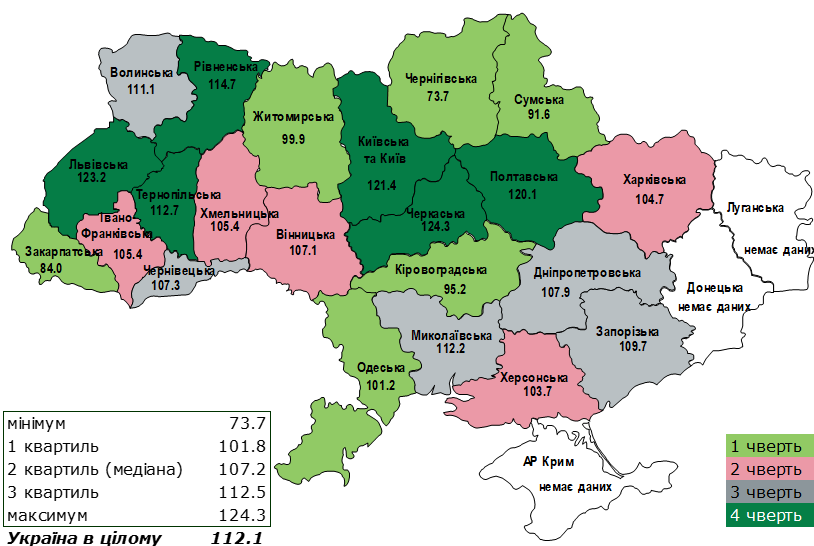 Волинська
111.1
Рівненська
114.7
Житомирська
99.9
Чернігівська
73.7
Сумська
91.6
Київська
та Київ
121.4
Львівська
123.2
Тернопільська
112.7
Хмельницька
105.4
Вінницька
107.1
Черкаська
124.3
Полтавська
120.1
Харківська
104.7
Луганська
немає даних
Івано-
Франківська
105.4
Закарпатська
84.0
Чернівецька
107.3
Кіровоградська
95.2
Дніпропетровська
107.9
Донецька
немає даних
Миколаївська
112.2
Запорізька
109.7
Одеська
101.2
Херсонська
103.7
АР Крим
немає даних
мінімум 73.7
1 квартиль 101.8
2 квартиль (медіана) 107.2
3 квартиль 112.5
максимум 124.3
Україна в цілому 112.1
1 чверть
2 чверть
3 чверть
4 чверть